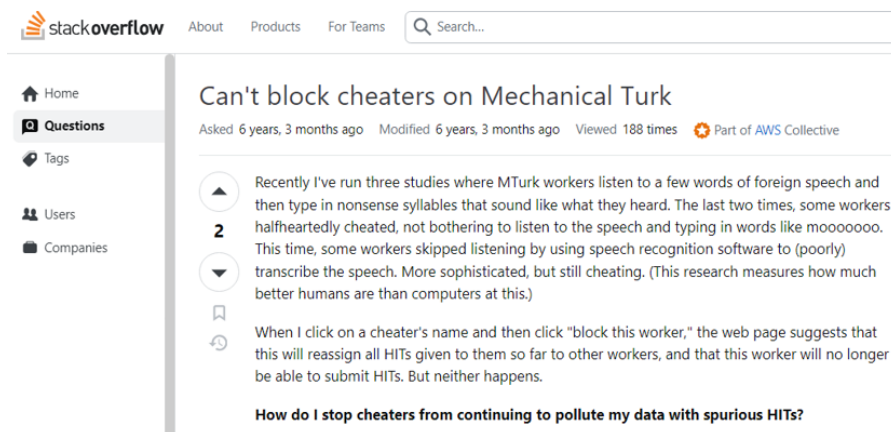 stackoverflow About Products For Teams Search...
Home
Questions
Tags
Users
Companies
Can't block cheaters on Mechanical Turk
Asked 6 years, 3 months ago Modified 6 years, 3 months ago Viewed 188 times Part of AWS Collective
2
Recently I've run three studies where MTurk workers listen to a few words of foreign speech and
then type in nonsense syllables that sound like what they heard. The last two times, some workers
halfheartedly cheated, not bothering to listen to the speech and typing in words like mooooooo.
This time, some workers skipped listening by using speech recognition software to (poorly)
transcribe the speech. More sophisticated, but still cheating. (This research measures how much
better humans are than computers at this.)
When I click on a cheater's name and then click "block this worker," the web page suggests that
this will reassign all HITs given to them so far to other workers, and that this worker will no longer
be able to submit HITs. But neither happens.
How do I stop cheaters from continuing to pollute my data with spurious HITs?